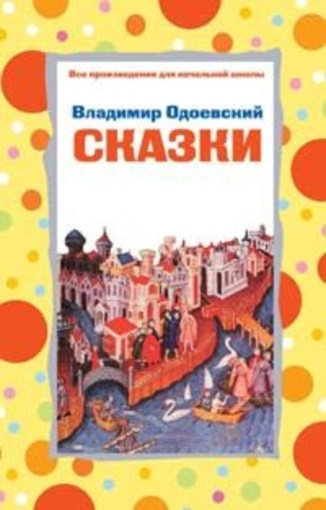 Все произведения для начальной школы
Владимир Одоевский
СКАЗКИ